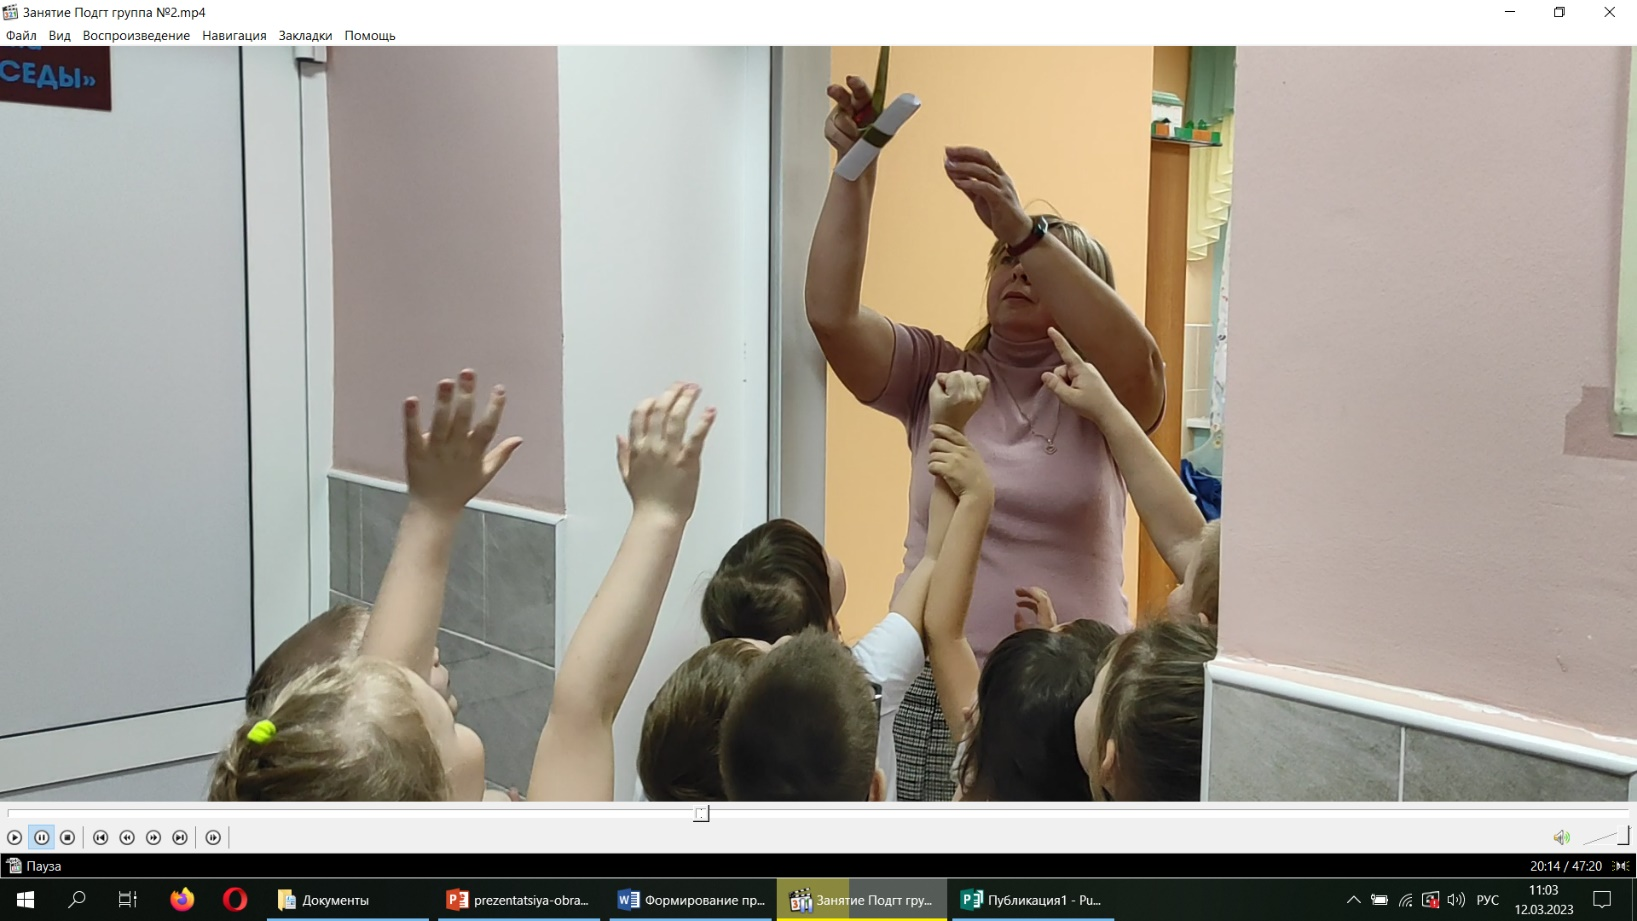 Занятие Подгт группа №2.mp4
Файл Вид Воспроизведение Навигация Закладки Помощь
СЕДЫ»
Пауза
20:14 / 47:20
Документы
prezentatsiya-obra...
Формирование пр...
Занятие Подгт гру...
Публикация1 - Pu...
РУС
11:03
12.03.2023